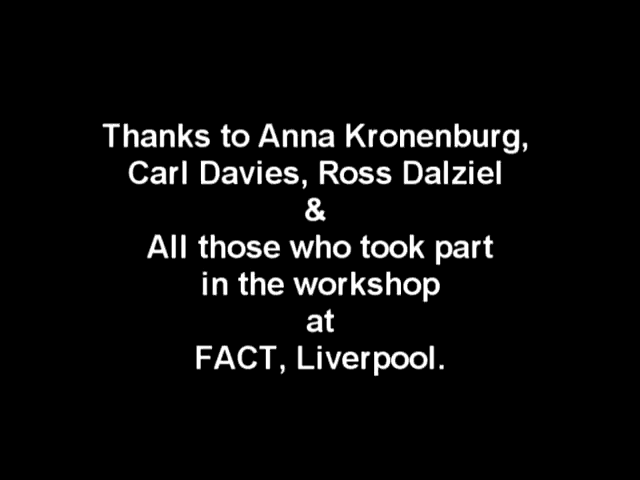 Thanks to Anna Kronenburg,
Carl Davies, Ross Dalziel
&
All those who took part
in the workshop
at
FACT, Liverpool.